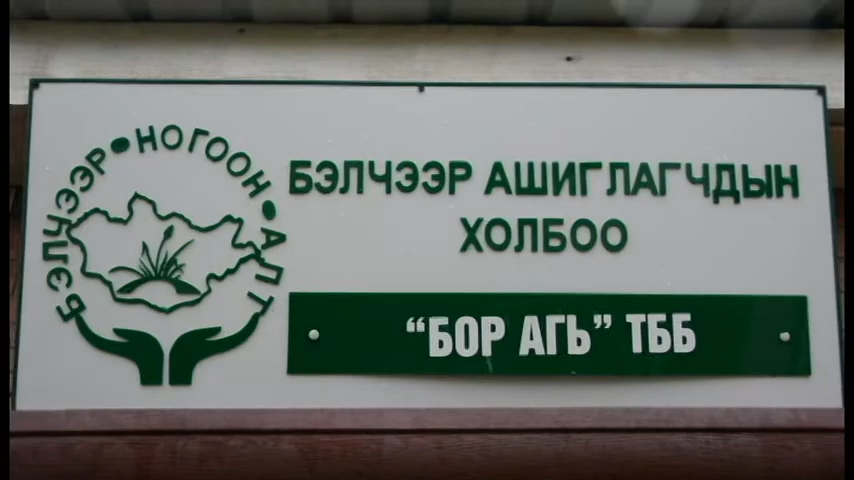 БЭЛЧЭЭР•НОГООН•АЛТ
БЭЛЧЭЭР АШИГЛАГЧДЫН
ХОЛБОО
“БОР АГЬ” ТББ